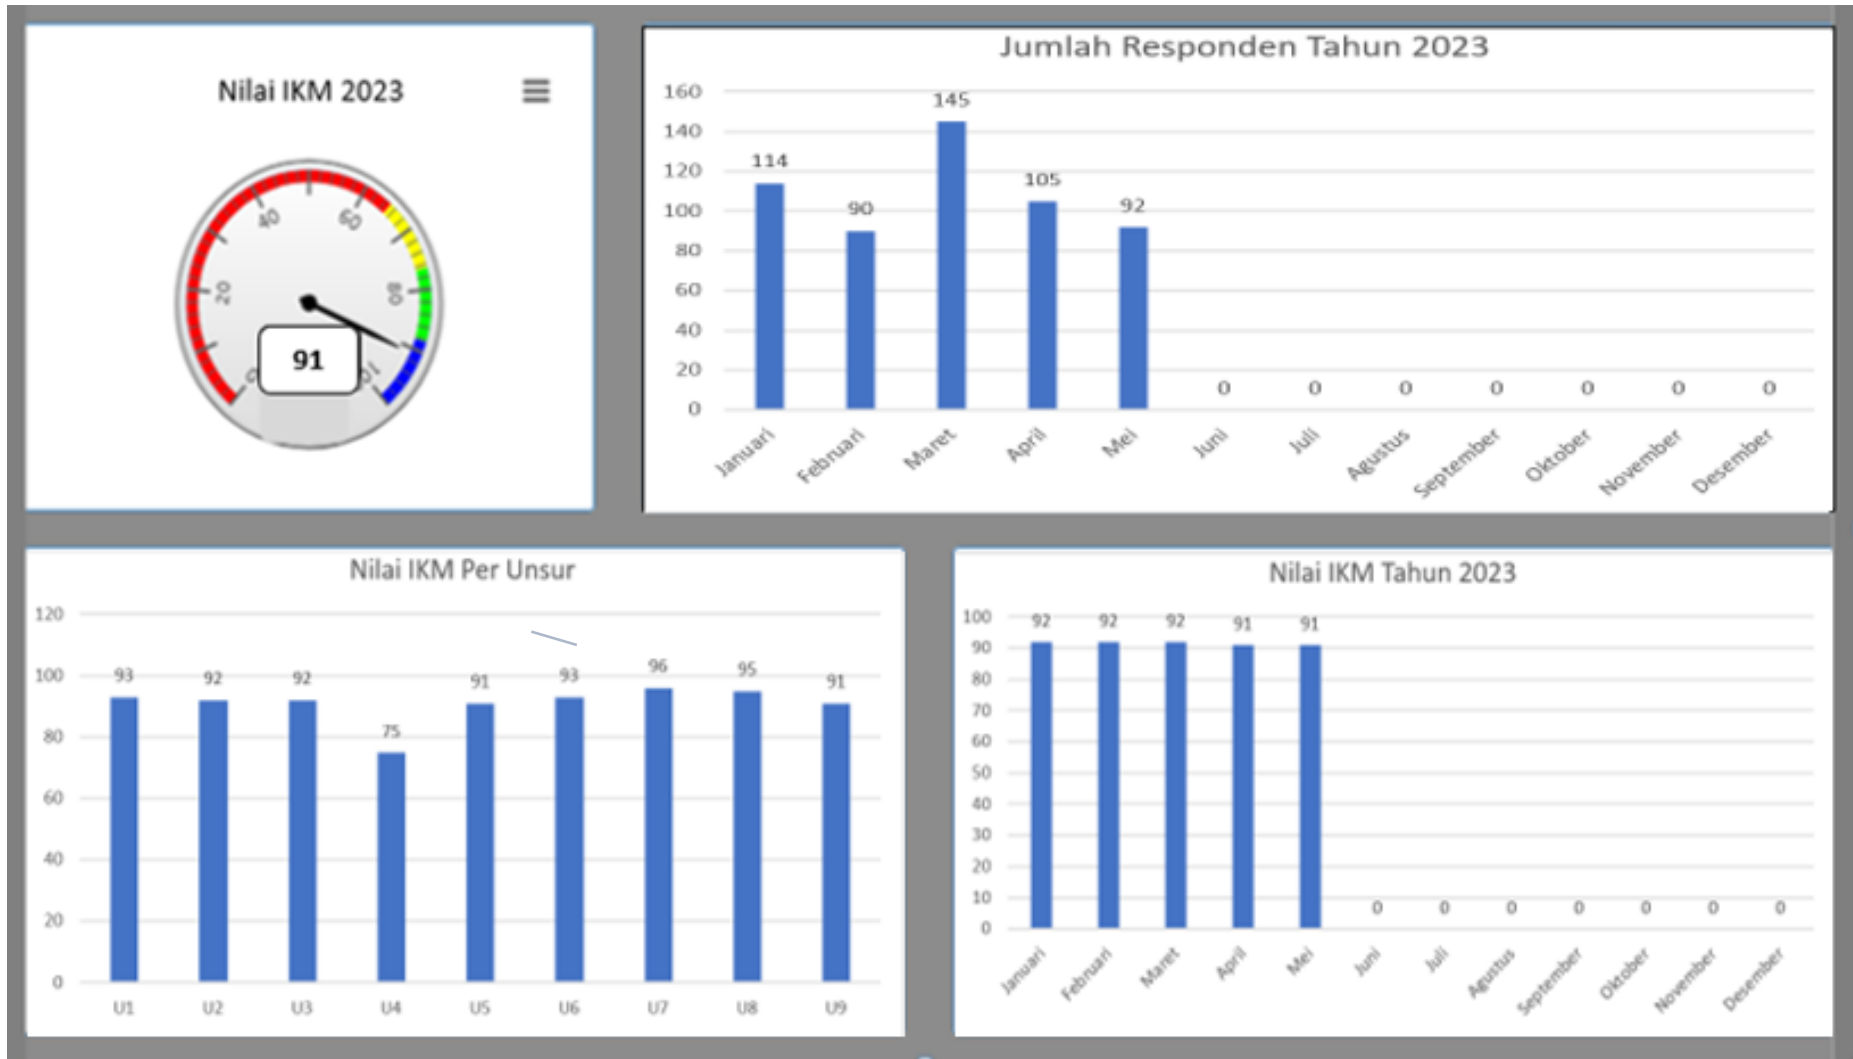 Nilai IKM 2023
0
20
40
60
80
91
Jumlah Responden Tahun 2023
160
140
120
100
80
60
40
20
0
114
90
145
105
92
0
0
0
0
0
0
0
Januari
Februari
Maret
April
Mei
Juni
Juli
Agustus
September
Oktober
November
Desember
Nilai IKM Per Unsur
120
100
80
60
40
20
0
93
92
92
75
91
93
96
95
91
U1
U2
U3
U4
U5
U6
U7
U8
U9
Nilai IKM Tahun 2023
100
90
80
70
60
50
40
30
20
10
0
92
92
92
91
91
0
0
0
0
0
0
0
Januari
Februari
Maret
April
Mei
Juni
Juli
Agustus
September
Oktober
November
Desember